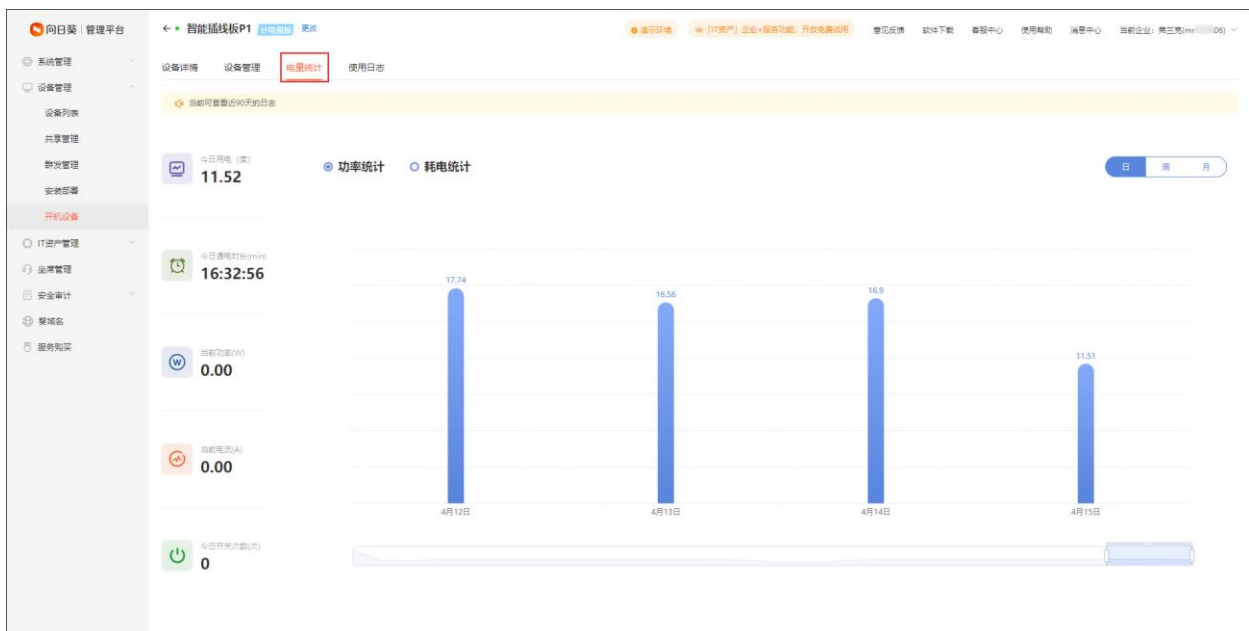 向日葵 管理平台
智能插线板P1 更改
演示环境
【IT资产】企业+服务功能，开放免费试用
意见反馈 软件下载 客服中心 使用帮助 消息中心 当前企业：
系统管理
设备管理
设备列表
共享管理
群发管理
安装部署
开机设备
IT资产管理
坐席管理
安全审计
葵域名
服务购买
设备详情 设备管理 电量统计 使用日志
当前可查看近90天的日志
今日用电（度）
11.52
功率统计 耗电统计
日 周 月
今日通电时长(min)
16:32:56
当前功率(W)
0.00
当前电流(A)
0.00
今日开关次数(次)
0
17.74
16.56
16.9
11.51
4月12日 4月13日 4月14日 4月15日